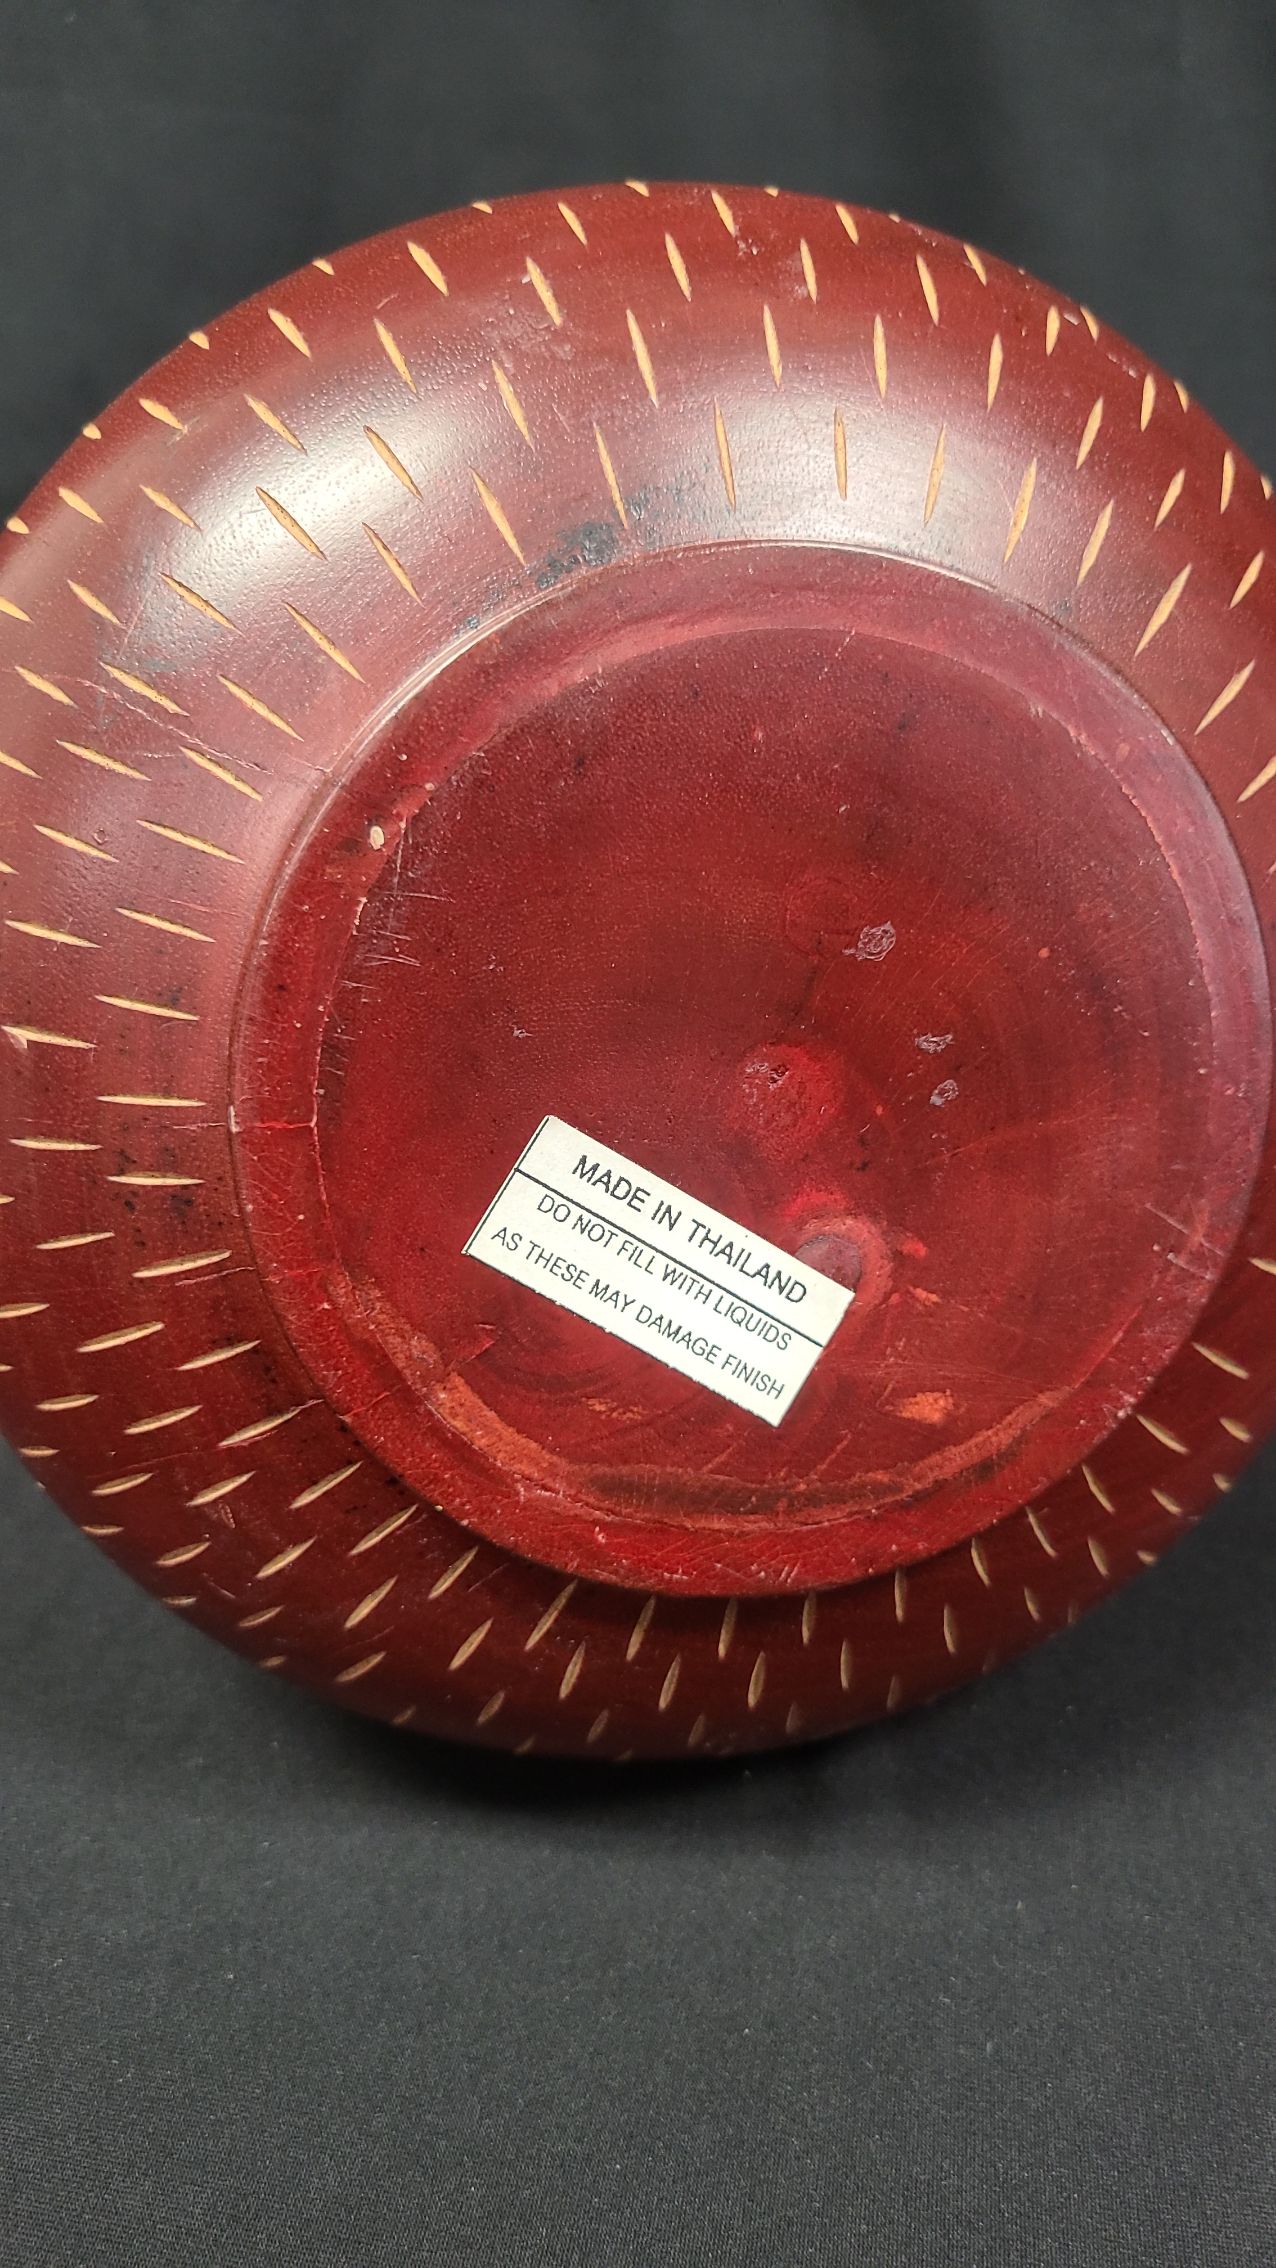 MADE IN THAILAND
DO NOT FILL WITH LIQUIDS
AS THESE MAY DAMAGE FINISH